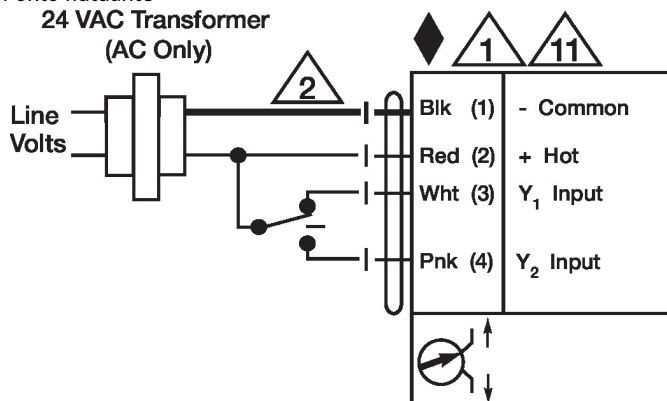 24 VAC Transformer
(AC Only)
1
11
2
Line
Volts
Blk (1) - Common
Red (2) + Hot
Wht (3) Y1 Input
Pnk (4) Y2 Input